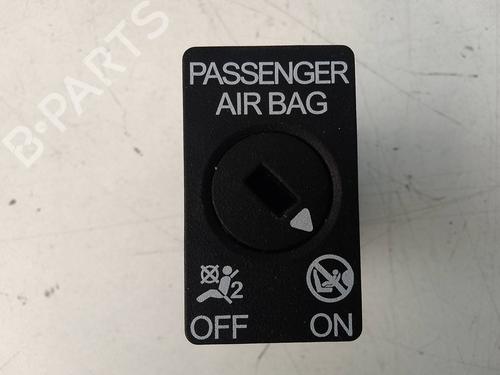 B-PARTS
PASSENGER
AIR BAG
2
OFF ON